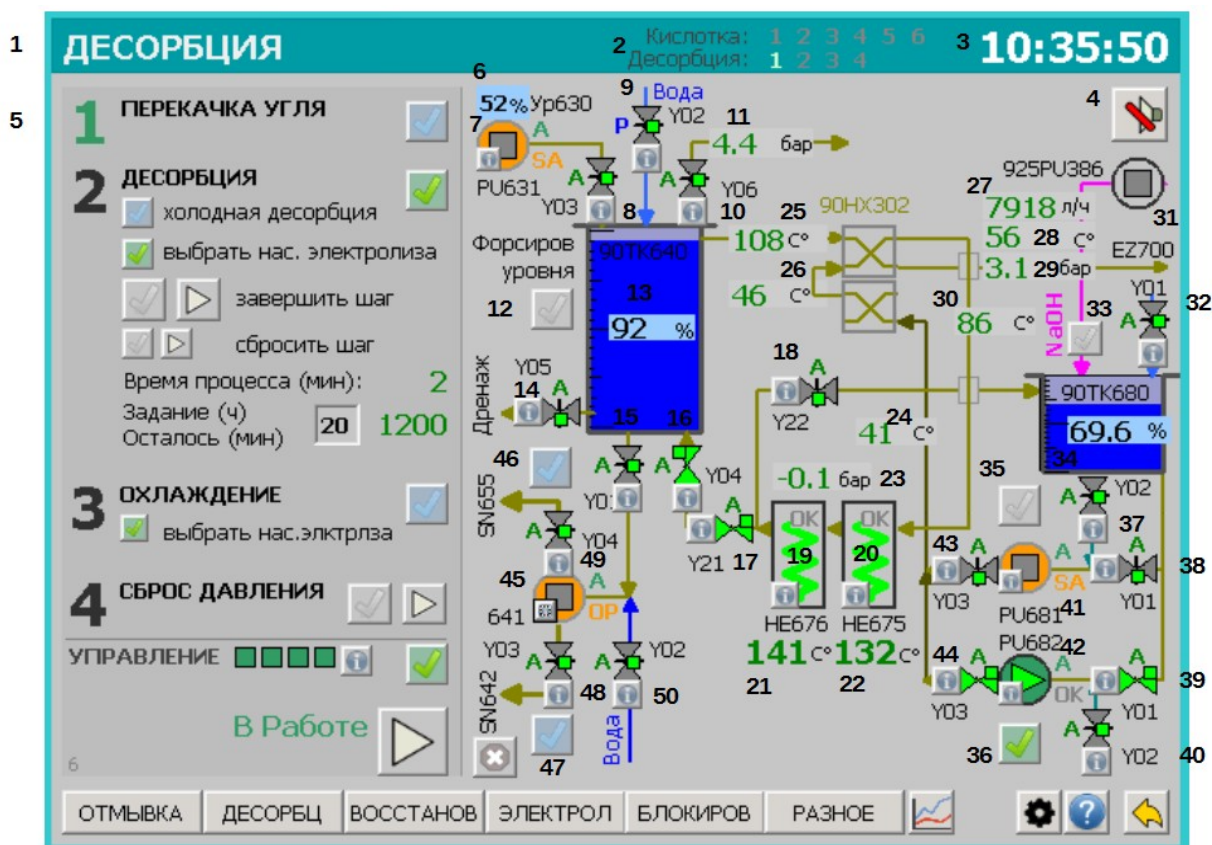 1 ДЕСОРБЦИЯ
2 Кислотка: 1 2 3 4 5 6
Десорбция: 1 2 3 4
3 10:35:50
4
5
1 ПЕРЕКАЧКА УГЛЯ
2 ДЕСОРБЦИЯ
холодная десорбция
выбрать нас. электролиза
завершить шаг
сбросить шаг
Время процесса (мин): 2
Задание (ч)
Осталось (мин) 20 1200
3 ОХЛАЖДЕНИЕ
выбрать нас.элктрлза
4 СБРОС ДАВЛЕНИЯ
УПРАВЛЕНИЕ
В Работе
6
6
52% Ур630
7 A
SA
PU631
9 Вода
P Y02
11
4.4 бар
A Y03
8
A Y06
10
Форсиров
уровня
12
90TK640
13
92 %
25 90HX302
108 C°
26
46 C°
925PU386
27
7918 л/ч
56 28 C°
3.1 29 бар
31
EZ700
30
86 C°
NaOH
33
Y01
A
32
Дренаж
Y05
14 A
15 16
18
A
Y22
24
41 C°
90TK680
69.6 %
34
46
SN655
A Y01
A Y04
-0.1 бар 23
35
A Y02
37
A
Y04
49
Y21 17
A
OK OK
19 20
HE676 HE675
141 C° 132 C°
21 22
43 A
Y03
A
SA
PU681 41
A
Y01
38
45 A
641 OP
Y03 A
A Y02
48 50
SN642
47
Вода
PU682 42
44 A
Y03
A
OK
A
Y01
39
36
A
Y02 40
ОТМЫВКА ДЕСОРБЦ ВОССТАНОВ ЭЛЕКТРОЛ БЛОКИРОВ РАЗНОЕ